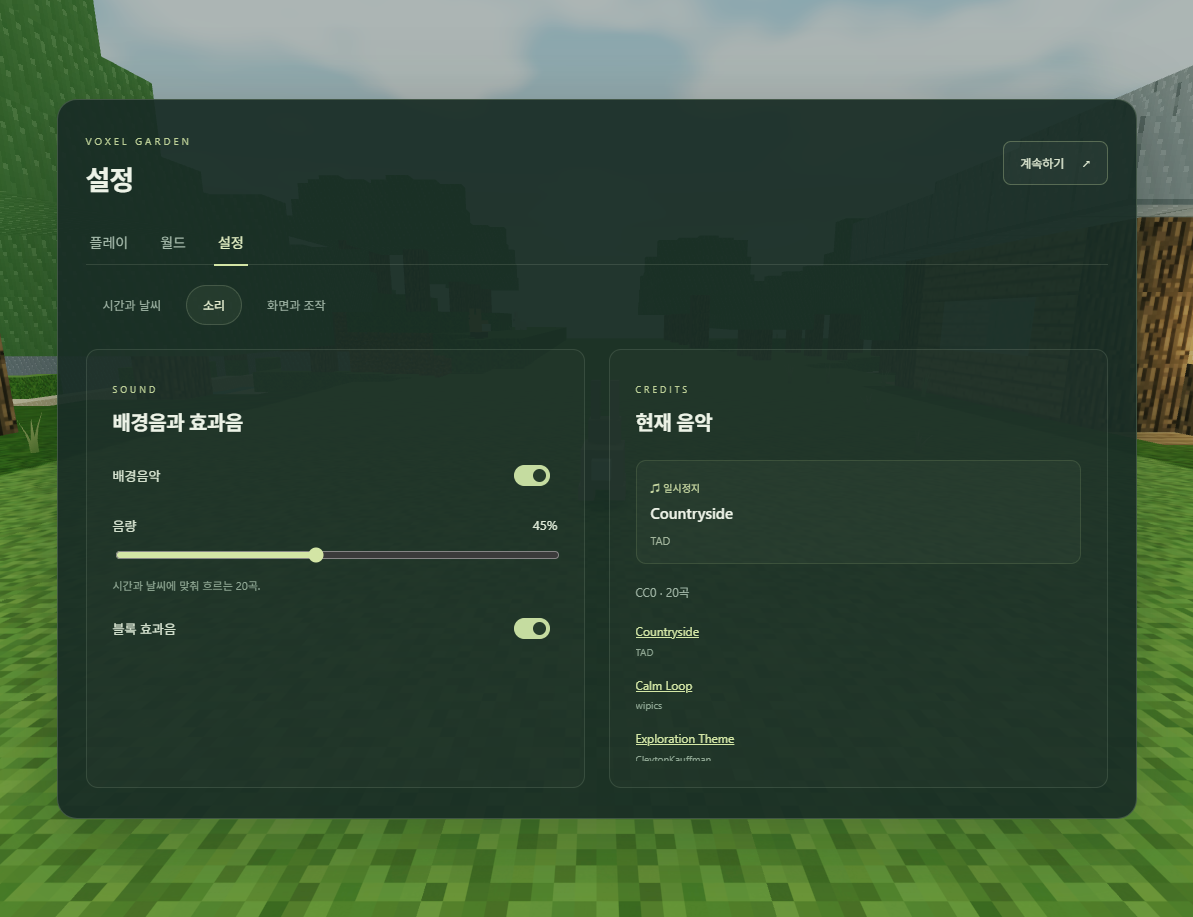 VOXEL GARDEN
설정
계속하기 ↗
플레이 월드 설정
시간과 날씨 소리 화면과 조작
SOUND
배경음과 효과음
배경음악
음량 45%
시간과 날씨에 맞춰 흐르는 20곡.
블록 효과음
CREDITS
현재 음악
♫ 일시정지
Countryside
TAD
CC0 · 20곡
Countryside
TAD
Calm Loop
wipics
Exploration Theme
CleytonKauffman